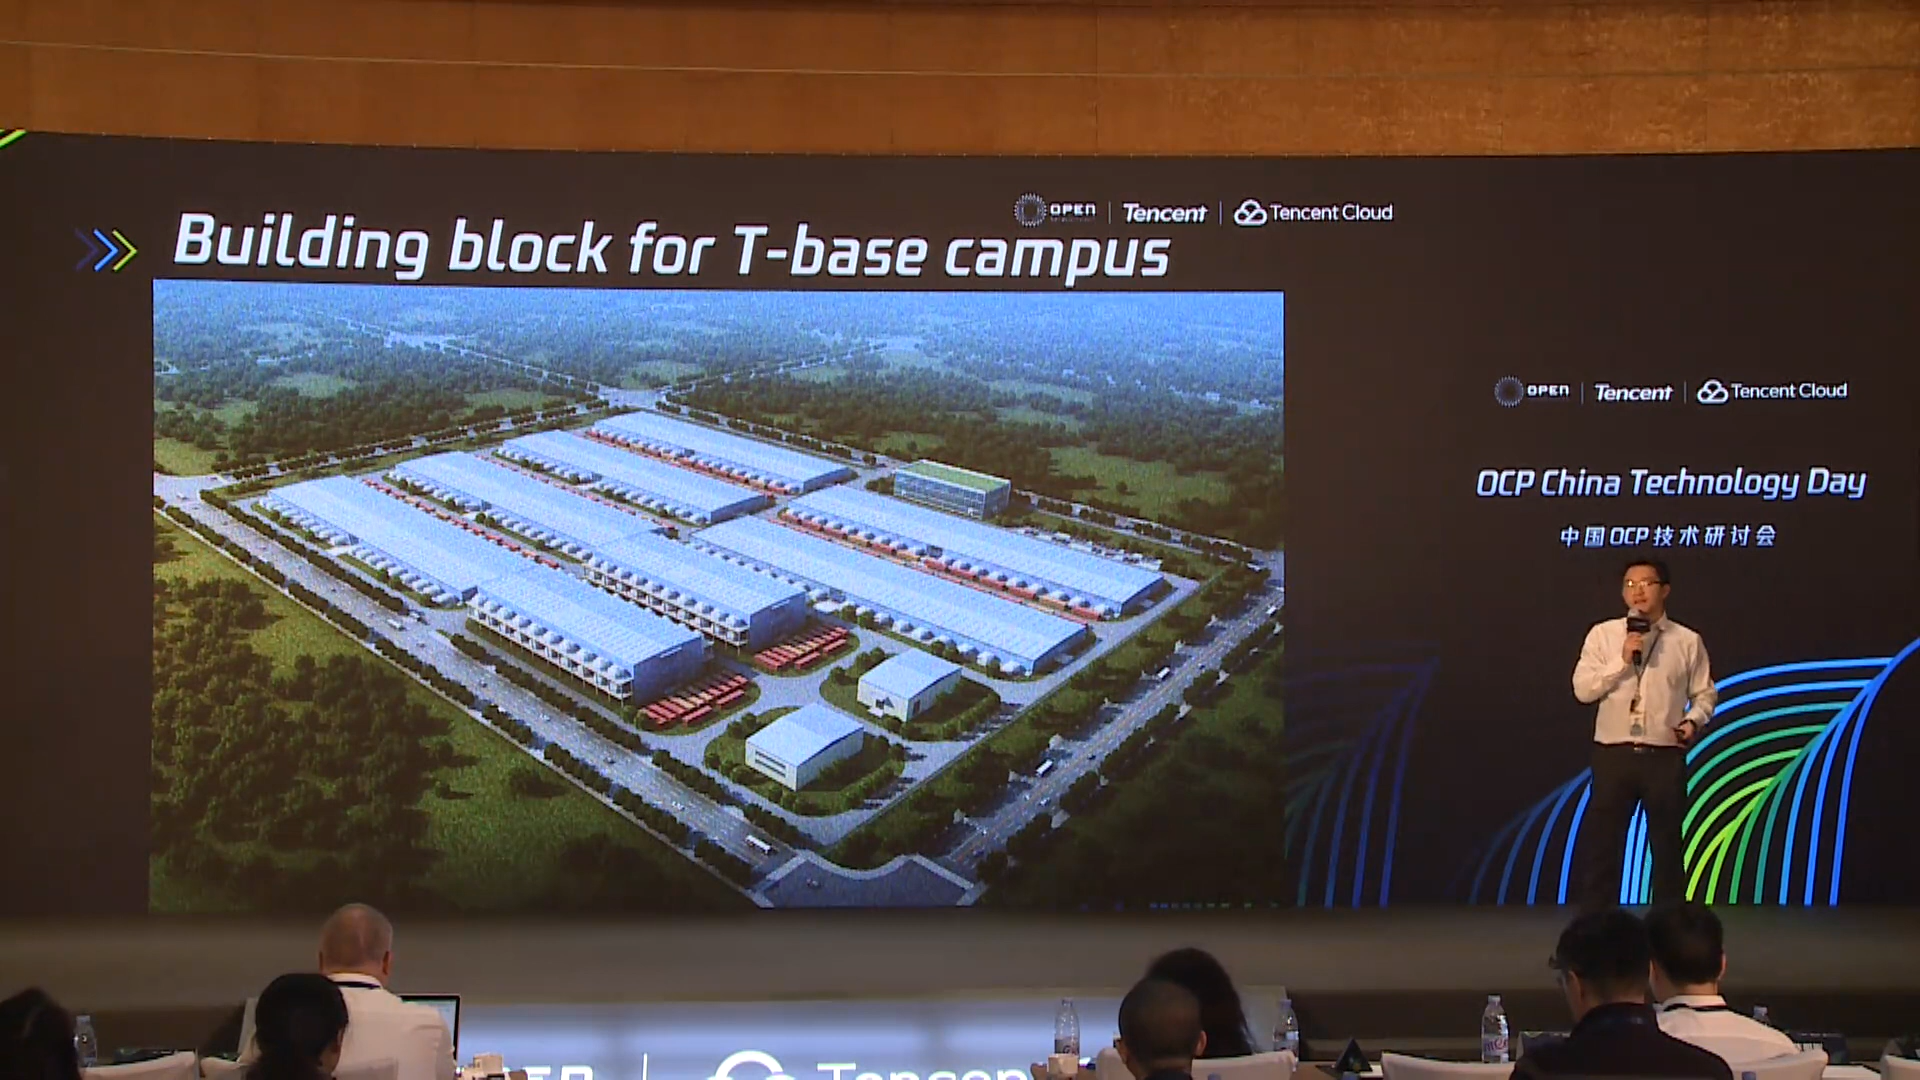 OPEN | Tencent | Tencent Cloud
Building block for T-base campus
OPEN | Tencent | Tencent Cloud
OCP China Technology Day
中国OCP技术研讨会